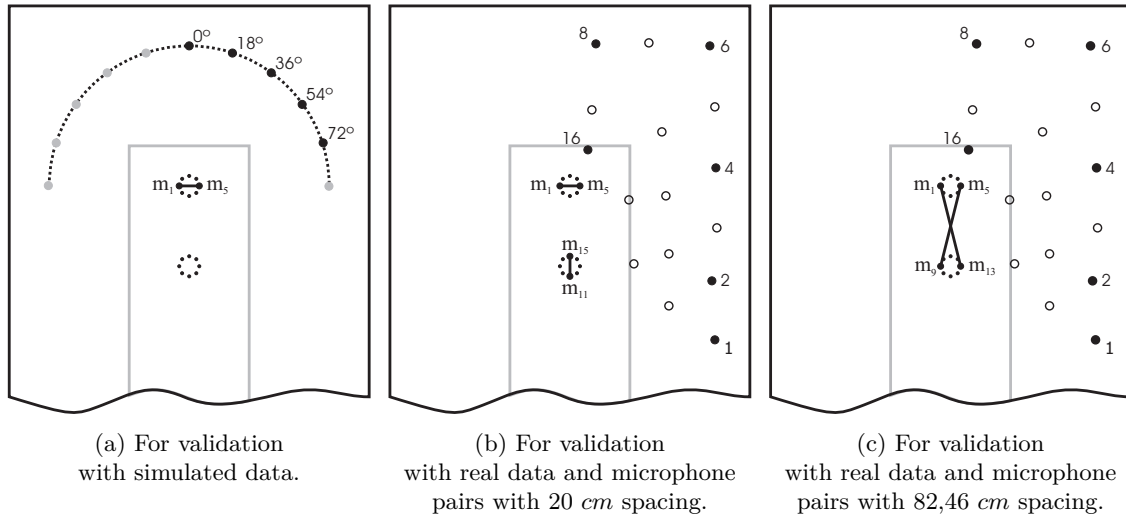 0°
18°
36°
54°
72°
m₁ m₅
8
6
16
4
m₁ m₅
m₁₅
m₁₁
2
1
8
6
16
4
m₁ m₅
m₉ m₁₃
2
1
(a) For validation
with simulated data.
(b) For validation
with real data and microphone
pairs with 20 cm spacing.
(c) For validation
with real data and microphone
pairs with 82,46 cm spacing.